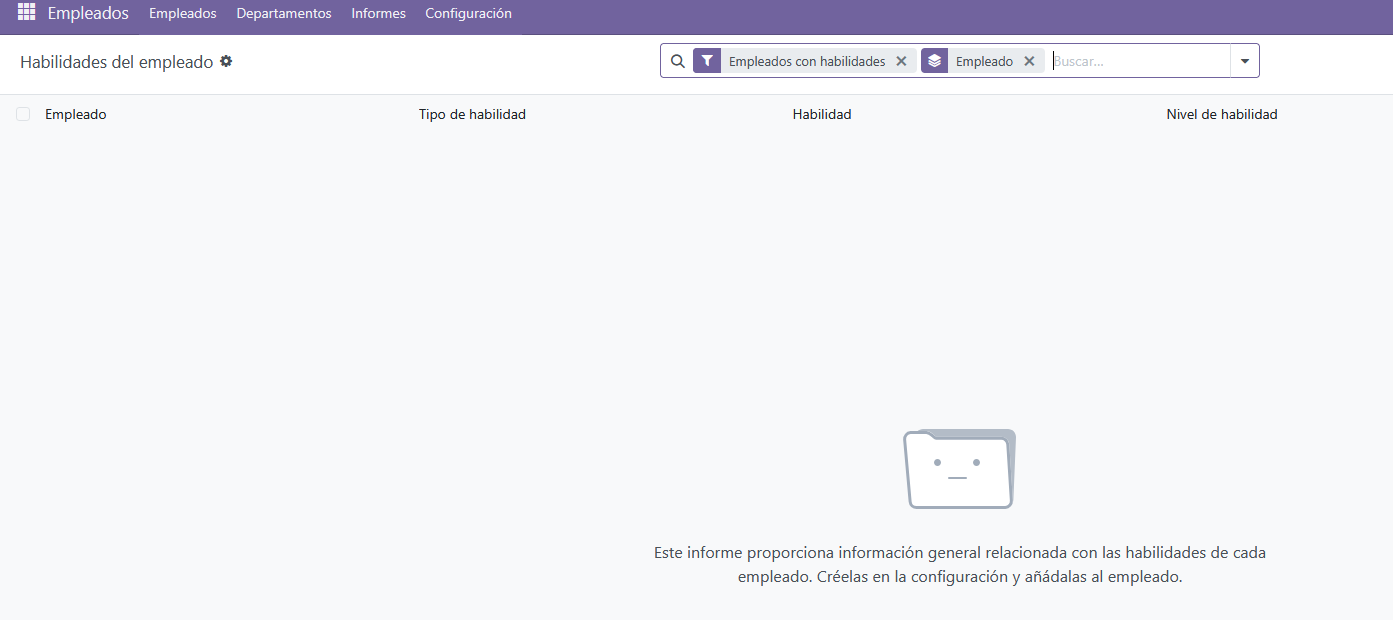 Empleados Empleados Departamentos Informes Configuración
Habilidades del empleado Empleados con habilidades Empleado Buscar...
Empleado Tipo de habilidad Habilidad Nivel de habilidad
Este informe proporciona información general relacionada con las habilidades de cada
empleado. Créelas en la configuración y añádalas al empleado.